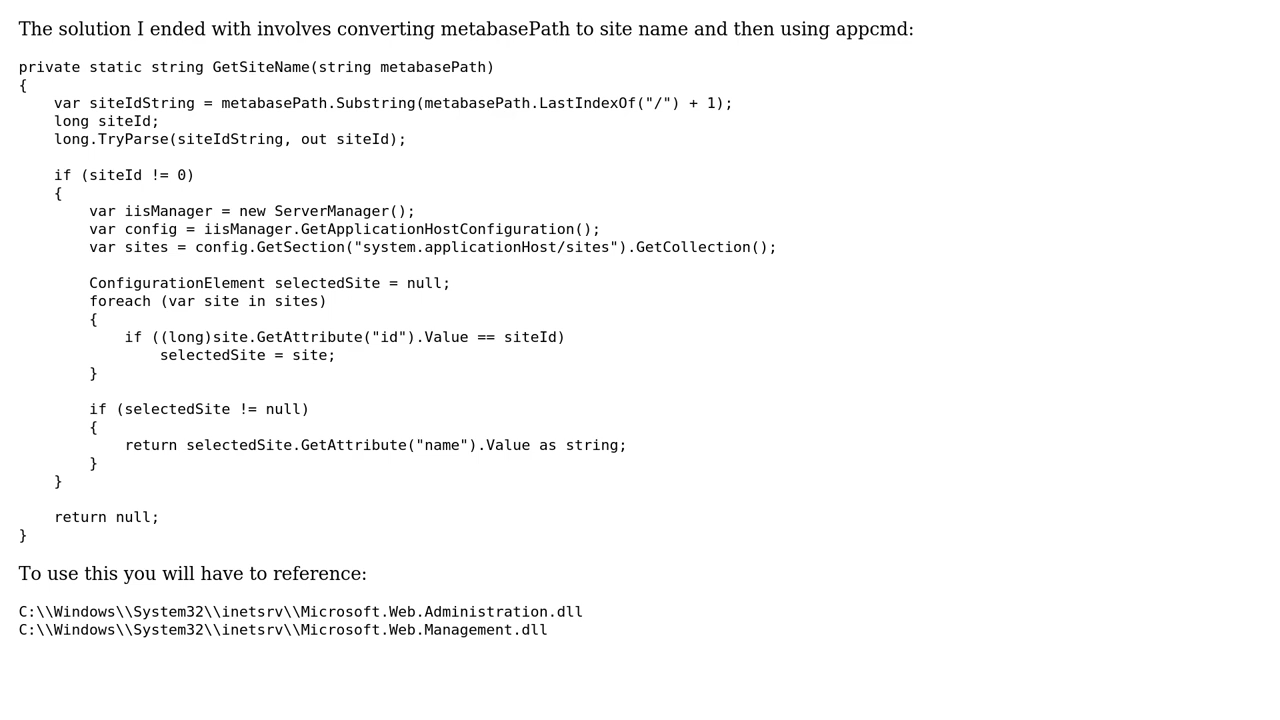 The solution I ended with involves converting metabasePath to site name and then using appcmd:
private static string GetSiteName(string metabasePath)
{
    var siteIdString = metabasePath.Substring(metabasePath.LastIndexOf("/") + 1);
    long siteId;
    long.TryParse(siteIdString, out siteId);

    if (siteId != 0)
    {
        var iisManager = new ServerManager();
        var config = iisManager.GetApplicationHostConfiguration();
        var sites = config.GetSection("system.applicationHost/sites").GetCollection();

        ConfigurationElement selectedSite = null;
        foreach (var site in sites)
        {
            if ((long)site.GetAttribute("id").Value == siteId)
                selectedSite = site;
        }

        if (selectedSite != null)
        {
            return selectedSite.GetAttribute("name").Value as string;
        }
    }

    return null;
}
To use this you will have to reference:
C:\\Windows\\System32\\inetsrv\\Microsoft.Web.Administration.dll
C:\\Windows\\System32\\inetsrv\\Microsoft.Web.Management.dll